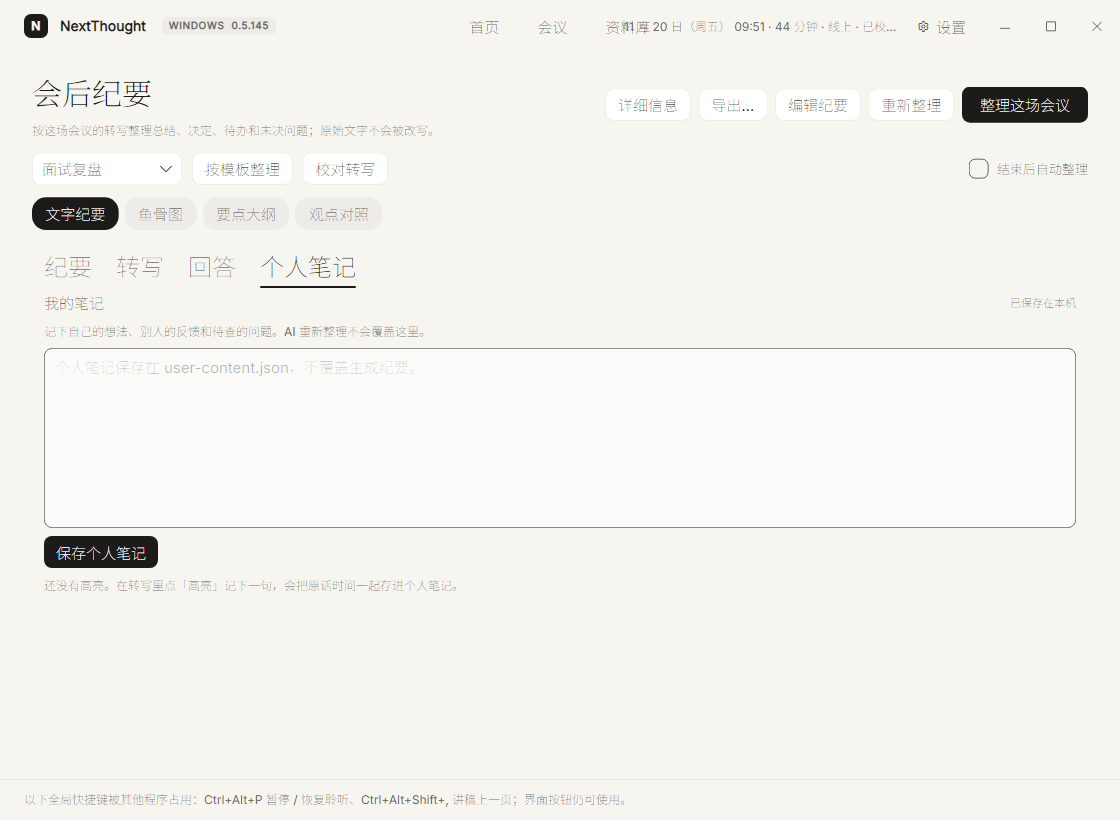 N NextThought WINDOWS 0.5.145 首页 会议 资料库 月 20 日（周五） 09:51 · 44 分钟 · 线上 · 已校... 设置
会后纪要
详细信息 导出... 编辑纪要 重新整理 整理这场会议
按这场会议的转写整理总结、决定、待办和未决问题；原始文字不会被改写。
面试复盘 按模板整理 校对转写 结束后自动整理
文字纪要 鱼骨图 要点大纲 观点对照
纪要 转写 回答 个人笔记
我的笔记 已保存在本机
记下自己的想法、别人的反馈和待查的问题。AI 重新整理不会覆盖这里。
个人笔记保存在 user-content.json，不覆盖生成纪要。
保存个人笔记
还没有高亮。在转写里点「高亮」记下一句，会把原话时间一起存进个人笔记。
以下全局快捷键被其他程序占用：Ctrl+Alt+P 暂停 / 恢复聆听、Ctrl+Alt+Shift+, 讲稿上一页；界面按钮仍可使用。